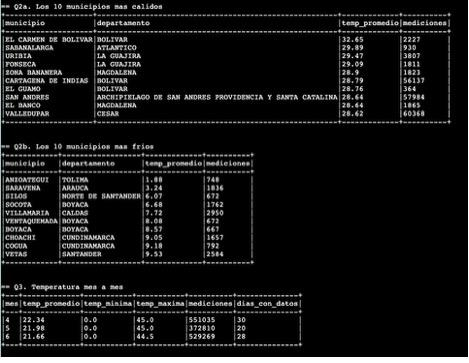 == Q2a. Los 10 municipios mas calidos
+--------------------+--------------------------------------------------------+-------------+----------+
|municipio |departamento |temp_promedio|mediciones|
|EL CARMEN DE BOLIVAR|BOLIVAR |32.65 |2227 |
|SABANALARGA |ATLANTICO |29.89 |930 |
|URIBIA |LA GUAJIRA |29.47 |3807 |
|FONSECA |LA GUAJIRA |29.09 |1811 |
|ZONA BANANERA |MAGDALENA |28.9 |1823 |
|CARTAGENA DE INDIAS |BOLIVAR |28.79 |56137 |
|EL GUAMO |BOLIVAR |28.76 |364 |
|SAN ANDRES |ARCHIPIELAGO DE SAN ANDRES PROVIDENCIA Y SANTA CATALINA|28.64 |57984 |
|EL BANCO |MAGDALENA |28.64 |1865 |
|VALLEDUPAR |CESAR |28.62 |60368 |
== Q2b. Los 10 municipios mas frios
|municipio |departamento |temp_promedio|mediciones|
|ANZOATEGUI |TOLIMA |1.88 |748 |
|SARAVENA |ARAUCA |3.24 |1836 |
|SILOS |NORTE DE SANTANDER|6.07 |672 |
|SOCOTA |BOYACA |6.68 |1762 |
|VILLAMARIA |CALDAS |7.72 |2950 |
|VENTAQUEMADA|BOYACA |8.08 |672 |
|BOYACA |BOYACA |8.57 |667 |
|CHOACHI |CUNDINAMARCA |9.05 |1657 |
|COGUA |CUNDINAMARCA |9.18 |792 |
|VETAS |SANTANDER |9.53 |2584 |
== Q3. Temperatura mes a mes
|mes|temp_promedio|temp_minima|temp_maxima|mediciones|dias_con_datos|
|4 |22.34 |0.0 |45.0 |551035 |30 |
|5 |21.98 |0.0 |45.0 |372810 |20 |
|6 |21.66 |0.0 |44.5 |529269 |28 |